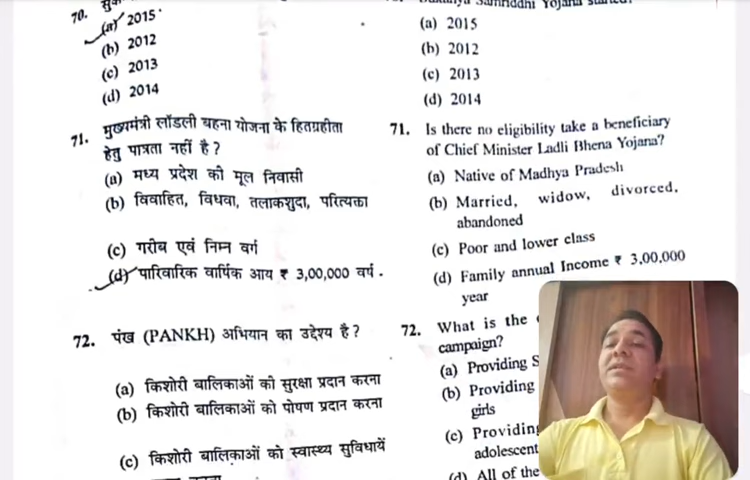 70.
(a) 2015
(b) 2012
(c) 2013
(d) 2014
71. मुख्यमंत्री लॉडली बहना योजना के हितग्रहीता
हेतु पात्रता नहीं है ?
(a) मध्य प्रदेश की मूल निवासी
(b) विवाहित, विधवा, तलाकशुदा, परित्यक्ता
(c) गरीब एवं निम्न वर्ग
(d) पारिवारिक वार्षिक आय ₹ 3,00,000 वर्ष .
72. पंख (PANKH) अभियान का उद्देश्य है ?
(a) किशोरी बालिकाओं को सुरक्षा प्रदान करना
(b) किशोरी बालिकाओं को पोषण प्रदान करना
(c) किशोरी बालिकाओं को स्वास्थ्य सुविधायें
Samriddhi Yojana started?
(a) 2015
(b) 2012
(c) 2013
(d) 2014
71. Is there no eligibility take a beneficiary
of Chief Minister Ladli Bhena Yojana?
(a) Native of Madhya Pradesh
(b) Married, widow, divorced,
abandoned
(c) Poor and lower class
(d) Family annual Income ₹ 3,00,000
year
72. What is the
campaign?
(a) Providing S
(b) Providing
girls
(c) Providing
adolescent
(d) All of the